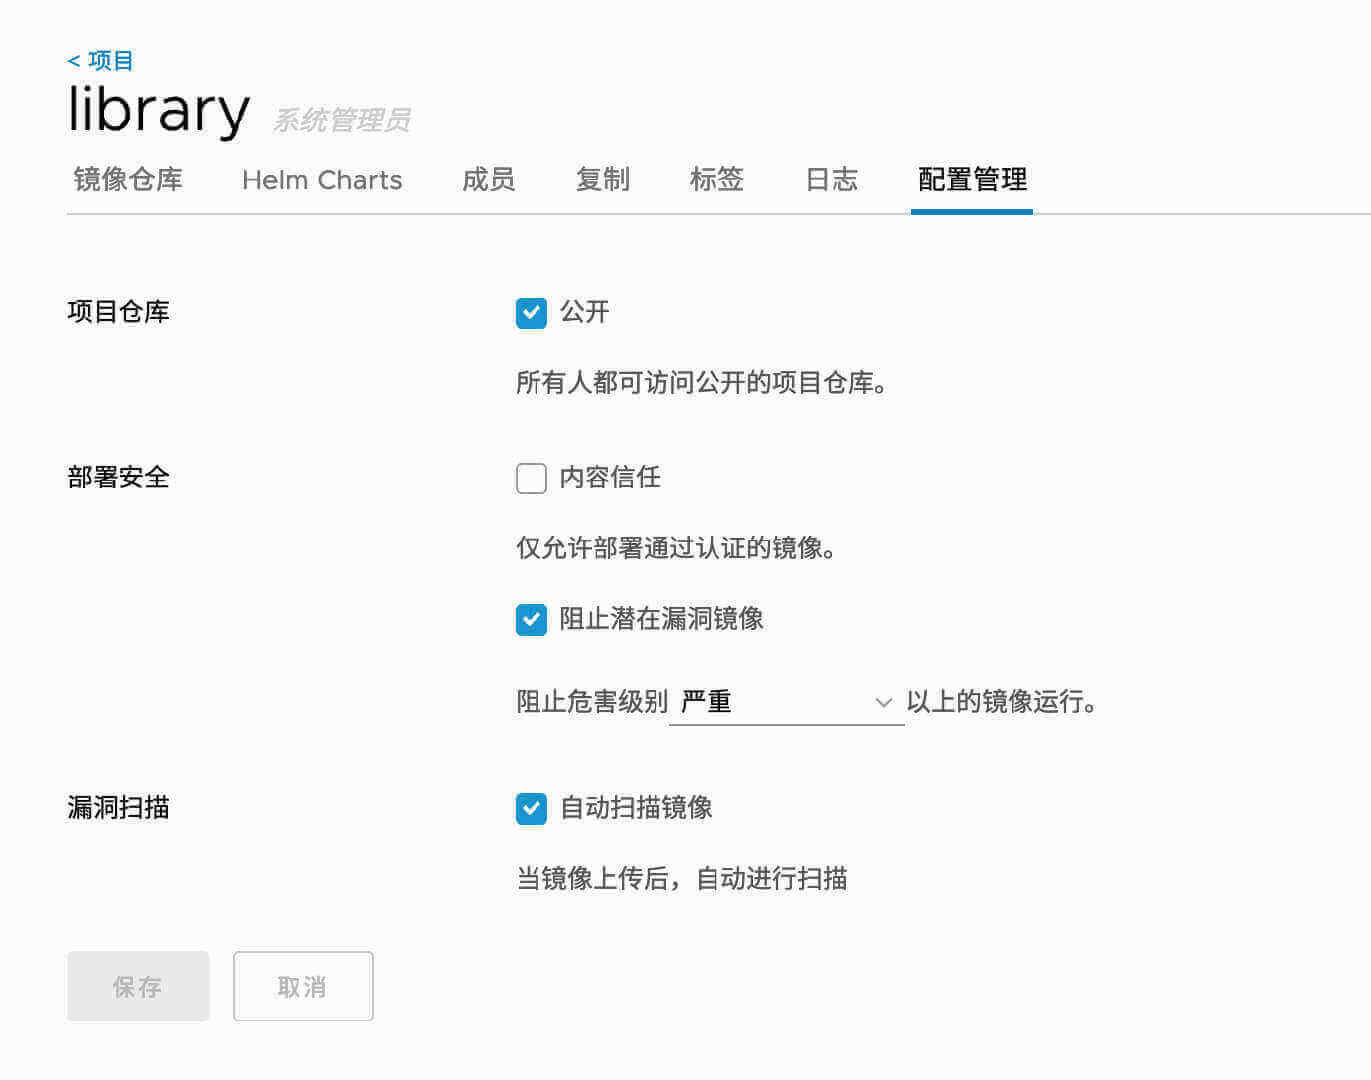 < 项目
library 系统管理员
镜像仓库 Helm Charts 成员 复制 标签 日志 配置管理
项目仓库 公开
所有人都可访问公开的项目仓库。
部署安全 内容信任
仅允许部署通过认证的镜像。
阻止潜在漏洞镜像
阻止危害级别 严重 以上的镜像运行。
漏洞扫描 自动扫描镜像
当镜像上传后，自动进行扫描
保存 取消